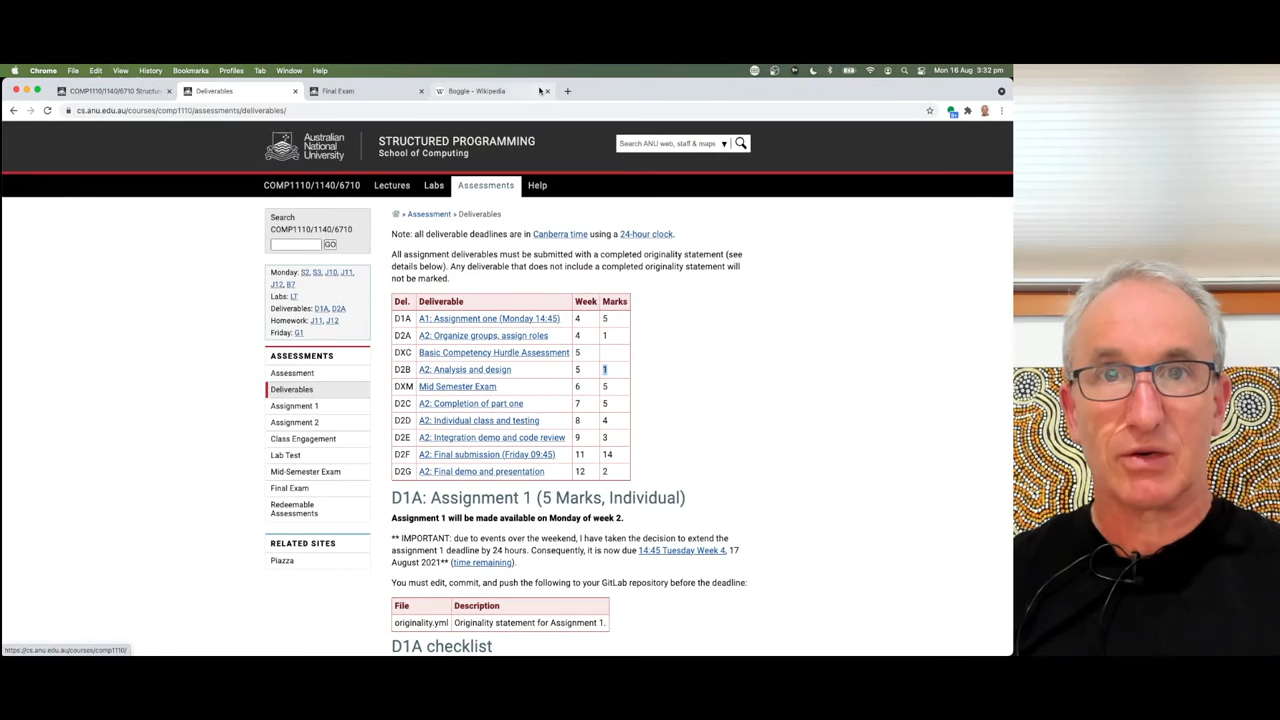 Chrome File Edit View History Bookmarks Profiles Tab Window Help
Mon 16 Aug 3:32 pm
COMP1110/1140/6710 Structur
Deliverables
Final Exam
Boggle - Wikipedia
cs.anu.edu.au/courses/comp1110/assessments/deliverables/
Australian
National
University
STRUCTURED PROGRAMMING
School of Computing
Search ANU web, staff & maps
COMP1110/1140/6710 Lectures Labs Assessments Help
Search
COMP1110/1140/6710
GO
Monday: S2, S3, J10, J11,
J12, B7
Labs: LT
Deliverables: D1A, D2A
Homework: J11, J12
Friday: G1
ASSESSMENTS
Assessment
Deliverables
Assignment 1
Assignment 2
Class Engagement
Lab Test
Mid-Semester Exam
Final Exam
Redeemable
Assessments
RELATED SITES
Piazza
» Assessment » Deliverables
Note: all deliverable deadlines are in Canberra time using a 24-hour clock.
All assignment deliverables must be submitted with a completed originality statement (see
details below). Any deliverable that does not include a completed originality statement will
not be marked.
Del. Deliverable Week Marks
D1A A1: Assignment one (Monday 14:45) 4 5
D2A A2: Organize groups, assign roles 4 1
DXC Basic Competency Hurdle Assessment 5
D2B A2: Analysis and design 5 1
DXM Mid Semester Exam 6 5
D2C A2: Completion of part one 7 5
D2D A2: Individual class and testing 8 4
D2E A2: Integration demo and code review 9 3
D2F A2: Final submission (Friday 09:45) 11 14
D2G A2: Final demo and presentation 12 2
D1A: Assignment 1 (5 Marks, Individual)
Assignment 1 will be made available on Monday of week 2.
** IMPORTANT: due to events over the weekend, I have taken the decision to extend the
assignment 1 deadline by 24 hours. Consequently, it is now due 14:45 Tuesday Week 4, 17
August 2021** (time remaining).
You must edit, commit, and push the following to your GitLab repository before the deadline:
File Description
originality.yml Originality statement for Assignment 1.
D1A checklist
https://cs.anu.edu.au/courses/comp1110/